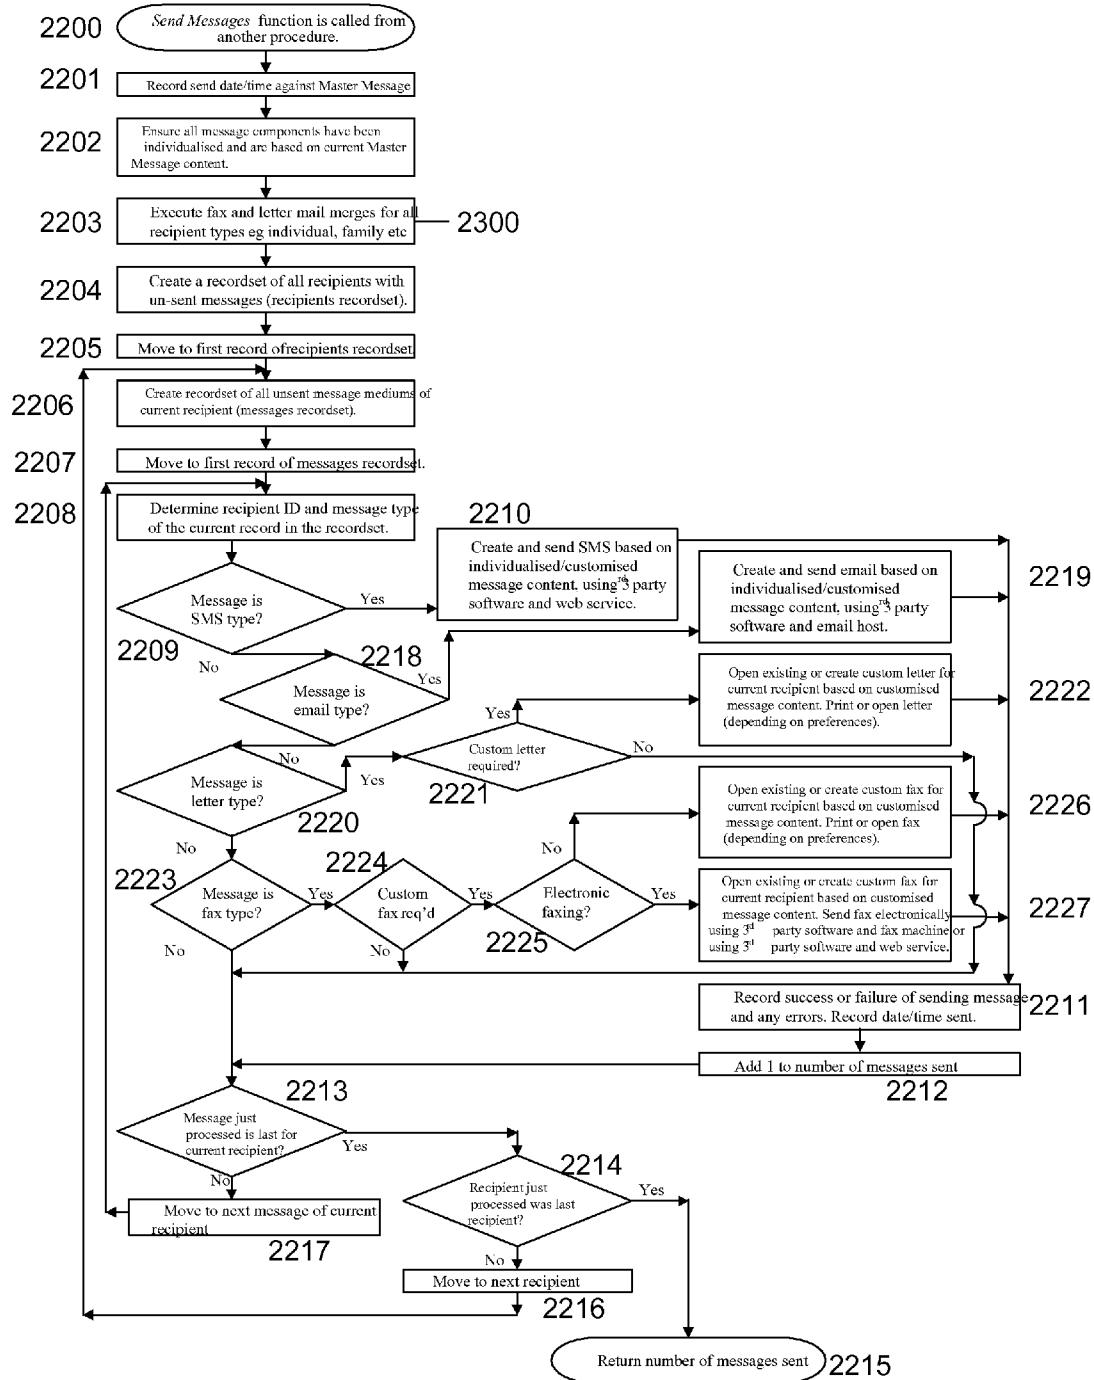 2200
Send Messages function is called from
another procedure.
2201
Record send date/time against Master Message
2202
Ensure all message components have been
individualised and are based on current Master
Message content.
2203
Execute fax and letter mail merges for all
recipient types eg individual, family etc
2300
2204
Create a recordset of all recipients with
un-sent messages (recipients recordset).
2205
Move to first record ofrecipients recordset.
2206
Create recordset of all unsent message mediums of
current recipient (messages recordset).
2207
Move to first record of messages recordset.
2208
Determine recipient ID and message type
of the current record in the recordset.
2210
Create and send SMS based on
individualised/customised
message content, using 3rd party
software and web service.
2219
Create and send email based on
individualised/customised
message content, using 3rd party
software and email host.
Message is
SMS type?
Yes
2209
No
2218
Message is
email type?
Yes
2222
Open existing or create custom letter for
current recipient based on customised
message content. Print or open letter
(depending on preferences).
No
Message is
letter type?
Yes
2220
Yes
Custom letter
required?
No
2221
2226
Open existing or create custom fax for
current recipient based on customised
message content. Print or open fax
(depending on preferences).
No
2223
Message is
fax type?
Yes
2224
Custom
fax req'd
Yes
No
Electronic
faxing?
Yes
2225
2227
Open existing or create custom fax for
current recipient based on customised
message content. Send fax electronically
using 3rd party software and fax machine or
using 3rd party software and web service.
No
No
Record success or failure of sending message
and any errors. Record date/time sent.
2211
Add 1 to number of messages sent
2212
2213
Message just
processed is last for
current recipient?
Yes
No
Move to next message of current
recipient
2217
2214
Recipient just
processed was last
recipient?
Yes
No
Move to next recipient
2216
Return number of messages sent
2215